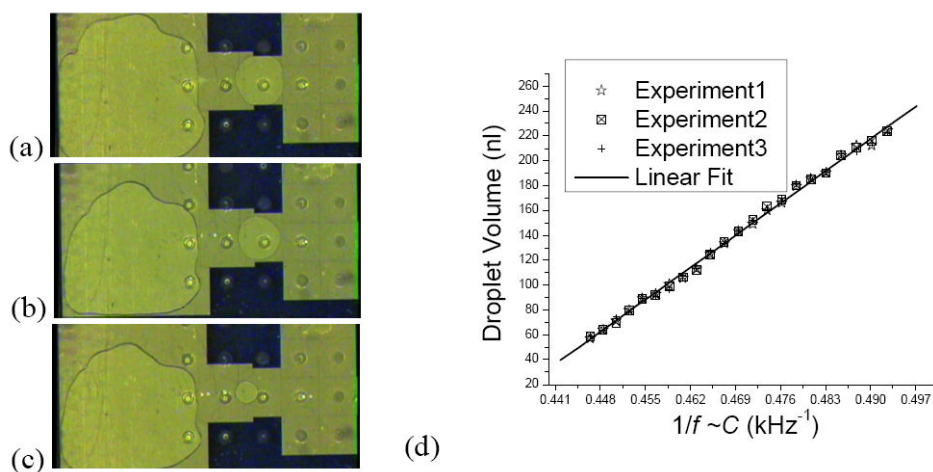 (a)
(b)
(c)
(d)
Droplet Volume (nl)
260
240
220
200
180
160
140
120
100
80
60
40
20
Experiment1
Experiment2
Experiment3
Linear Fit
0.441 0.448 0.455 0.462 0.469 0.476 0.483 0.490 0.497
1/f ~C (kHz⁻¹)